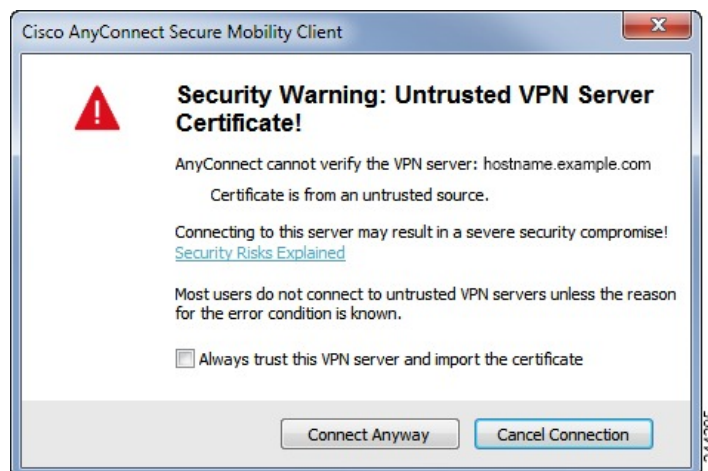 Cisco AnyConnect Secure Mobility Client
Security Warning: Untrusted VPN Server
Certificate!
AnyConnect cannot verify the VPN server: hostname.example.com
Certificate is from an untrusted source.
Connecting to this server may result in a severe security compromise!
Security Risks Explained
Most users do not connect to untrusted VPN servers unless the reason
for the error condition is known.
Always trust this VPN server and import the certificate
Connect Anyway
Cancel Connection